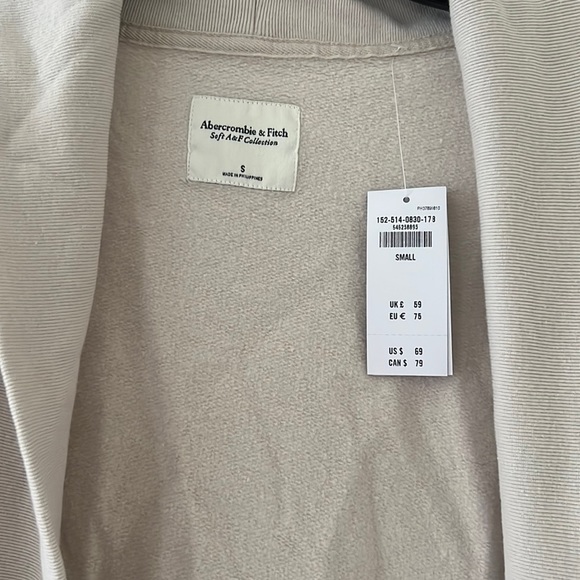 Abercrombie & Fitch
Soft A&F Collection
S
MADE IN PHILIPPINES
152-514-0830-178
SMALL
UK £ 59
EU € 75
US $ 69
CAN $ 79